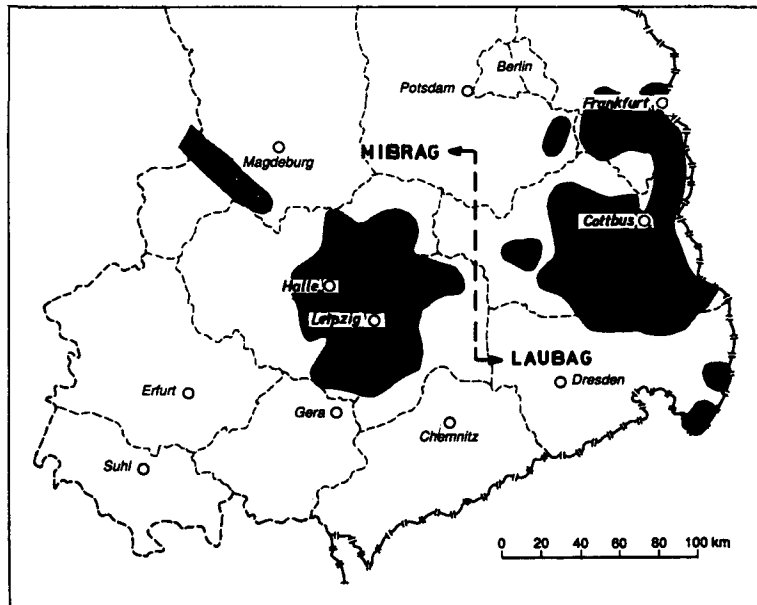 Berlin
Potsdam
Frankfurt
Magdeburg
MIBRAG
Cottbus
Halle
Leipzig
LAUBAG
Dresden
Erfurt
Gera
Chemnitz
Suhl
0 20 40 60 80 100 km